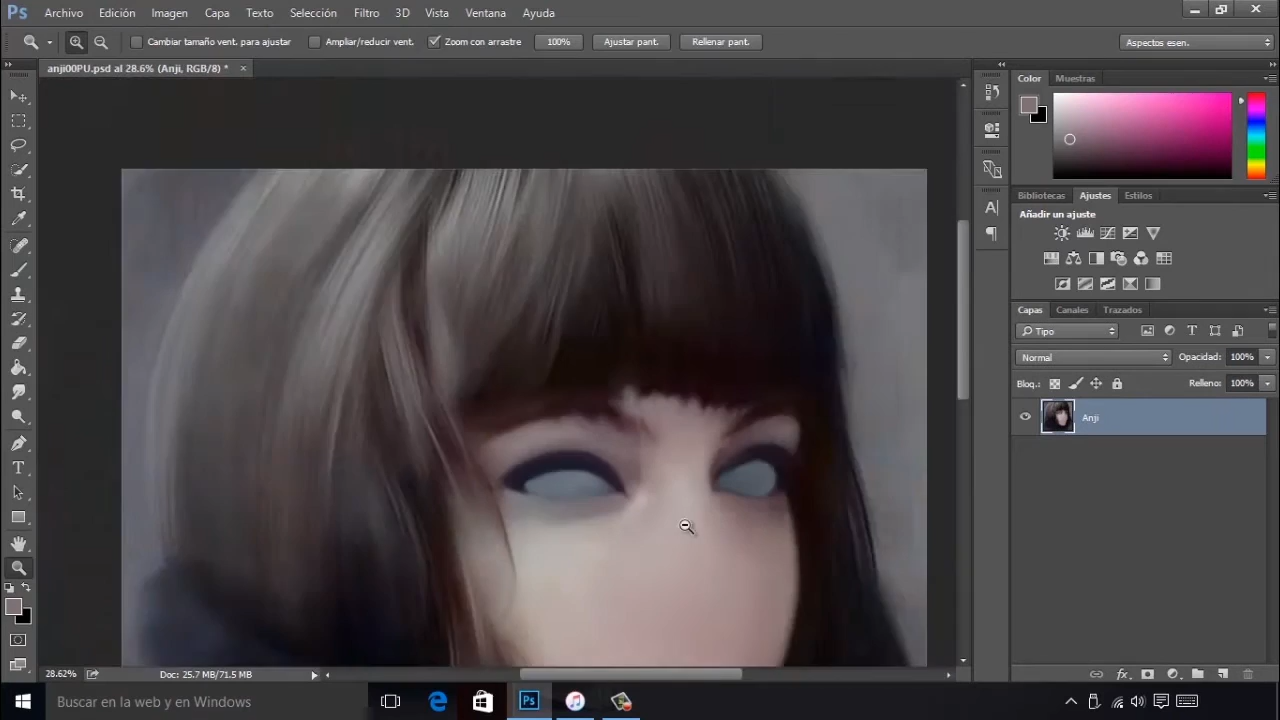 Ps Archivo Edición Imagen Capa Texto Selección Filtro 3D Vista Ventana Ayuda
Cambiar tamaño vent. para ajustar Ampliar/reducir vent. Zoom con arrastre 100% Ajustar pant. Rellenar pant. Aspectos esen.
anji00PU.psd al 28.6% (Anji, RGB/8) *
Color Muestras
Bibliotecas Ajustes Estilos
Añadir un ajuste
Capas Canales Trazados
Tipo
Normal Opacidad: 100%
Bloq.: Relleno: 100%
Anji
28.62% Doc: 25.7 MB/71.5 MB
Buscar en la web y en Windows
Ps